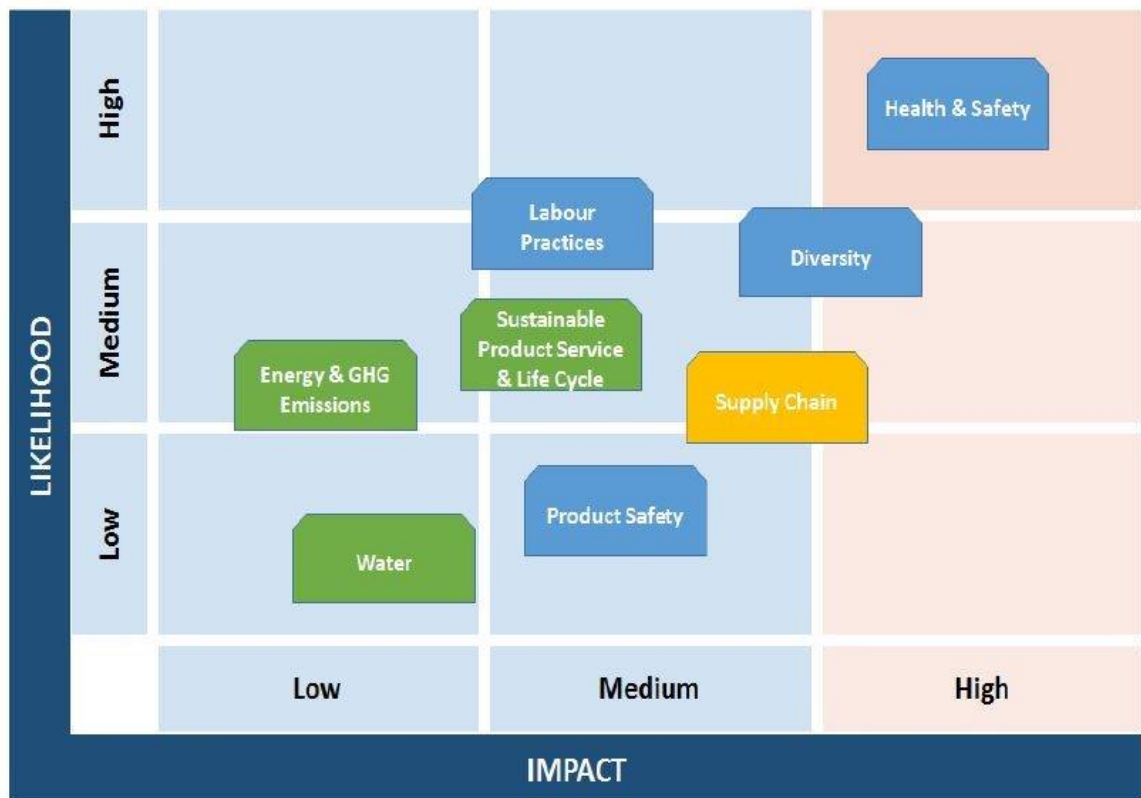 High
Health & Safety
Labour
Practices
Diversity
LIKELIHOOD
Medium
Sustainable
Product Service
& Life Cycle
Energy & GHG
Emissions
Supply Chain
Low
Product Safety
Water
Low
Medium
High
IMPACT